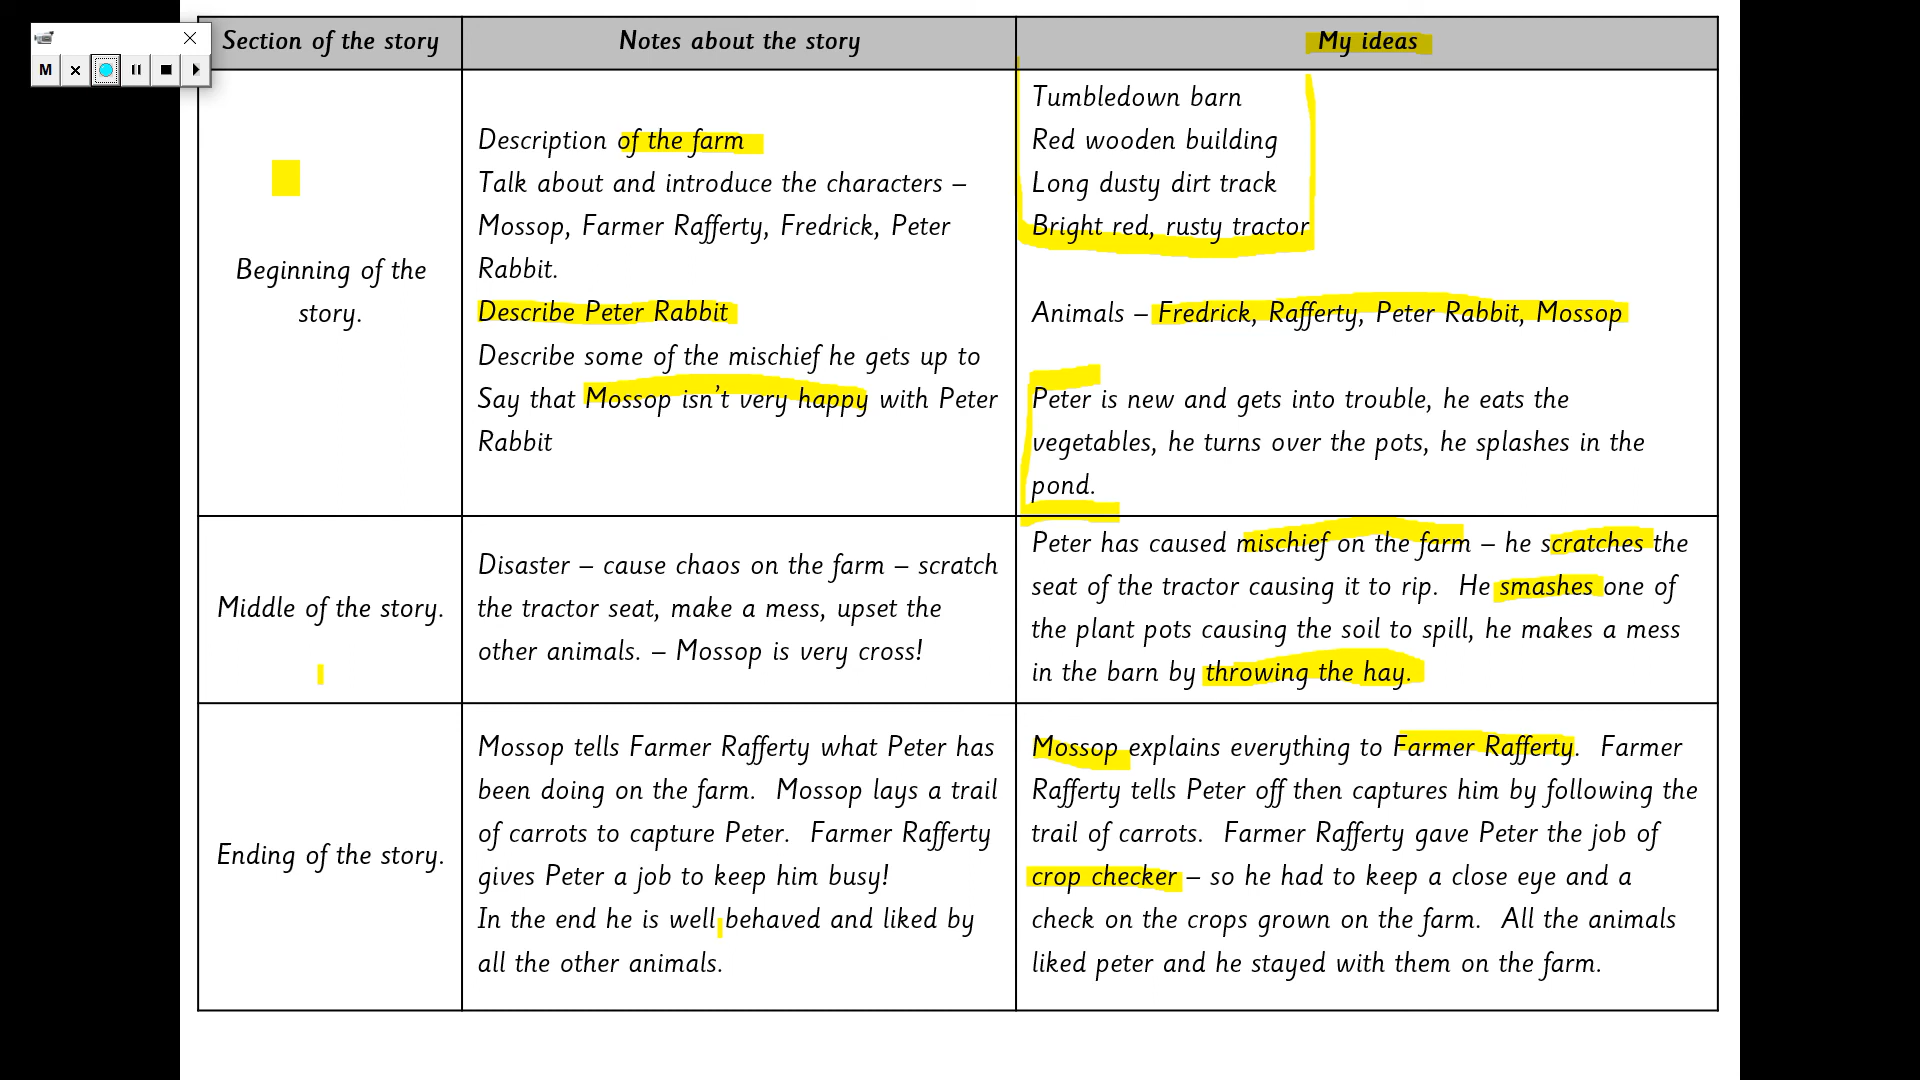 M
Section of the story
Notes about the story
My ideas
Beginning of the
story.
Description of the farm
Talk about and introduce the characters –
Mossop, Farmer Rafferty, Fredrick, Peter
Rabbit.
Describe Peter Rabbit
Describe some of the mischief he gets up to
Say that Mossop isn't very happy with Peter
Rabbit
Tumbledown barn
Red wooden building
Long dusty dirt track
Bright red, rusty tractor
Animals – Fredrick, Rafferty, Peter Rabbit, Mossop
Peter is new and gets into trouble, he eats the
vegetables, he turns over the pots, he splashes in the
pond.
Middle of the story.
Disaster – cause chaos on the farm – scratch
the tractor seat, make a mess, upset the
other animals. – Mossop is very cross!
Peter has caused mischief on the farm – he scratches the
seat of the tractor causing it to rip.  He smashes one of
the plant pots causing the soil to spill, he makes a mess
in the barn by throwing the hay.
Ending of the story.
Mossop tells Farmer Rafferty what Peter has
been doing on the farm.  Mossop lays a trail
of carrots to capture Peter.  Farmer Rafferty
gives Peter a job to keep him busy!
In the end he is well behaved and liked by
all the other animals.
Mossop explains everything to Farmer Rafferty.  Farmer
Rafferty tells Peter off then captures him by following the
trail of carrots.  Farmer Rafferty gave Peter the job of
crop checker – so he had to keep a close eye and a
check on the crops grown on the farm.  All the animals
liked peter and he stayed with them on the farm.